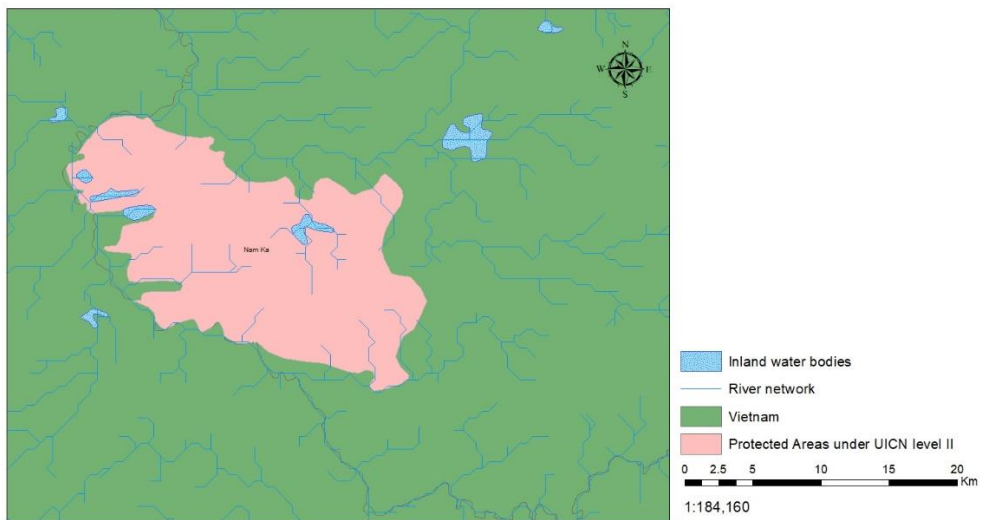 N
W E
S
Nam Ka
Inland water bodies
River network
Vietnam
Protected Areas under UICN level II
0 2.5 5 10 15 20
Km
1:184,160